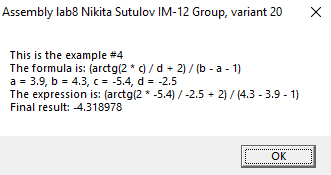 Assembly lab8 Nikita Sutulov IM-12 Group, variant 20
This is the example #4
The formula is: (arctg(2 * c) / d + 2) / (b - a - 1)
a = 3.9, b = 4.3, c = -5.4, d = -2.5
The expression is: (arctg(2 * -5.4) / -2.5 + 2) / (4.3 - 3.9 - 1)
Final result: -4.318978
OK